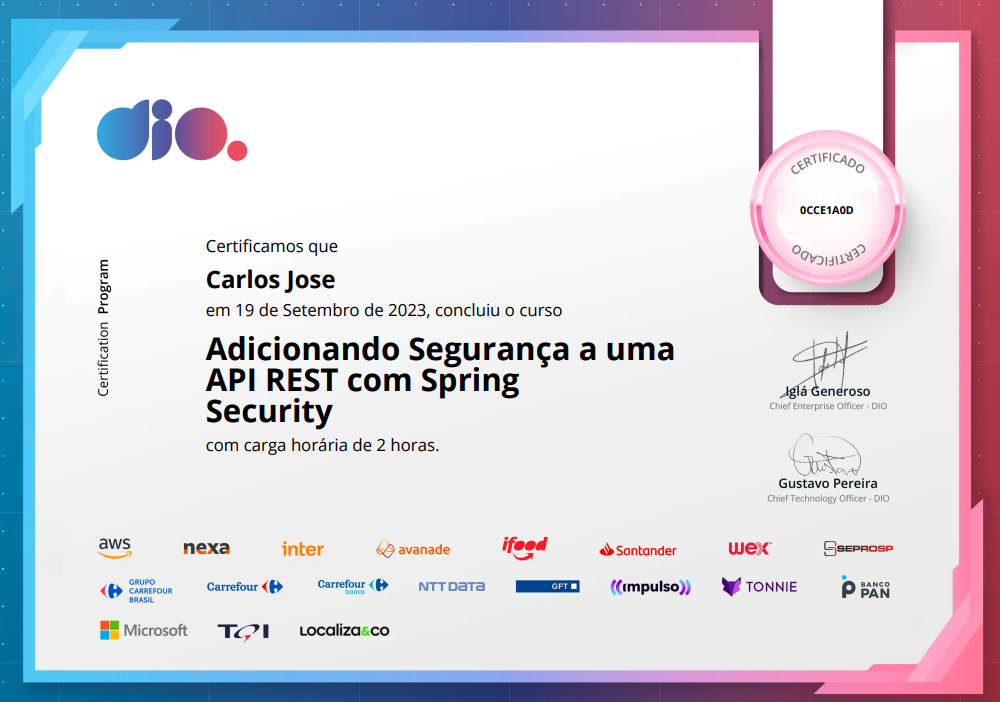 dio.
CERTIFICADO
0CCE1A0D
CERTIFICADO
Certification Program
Certificamos que
Carlos Jose
em 19 de Setembro de 2023, concluiu o curso
Adicionando Segurança a uma
API REST com Spring
Security
com carga horária de 2 horas.
Iglá Generoso
Chief Enterprise Officer - DIO
Gustavo Pereira
Chief Technology Officer - DIO
aws nexa inter avanade ifood Santander wex SEPROSP
GRUPO
CARREFOUR
BRASIL
Carrefour Carrefour
banco
NTT DATA GFT impulso TONNIE BANCO
PAN
Microsoft TQI Localiza&co